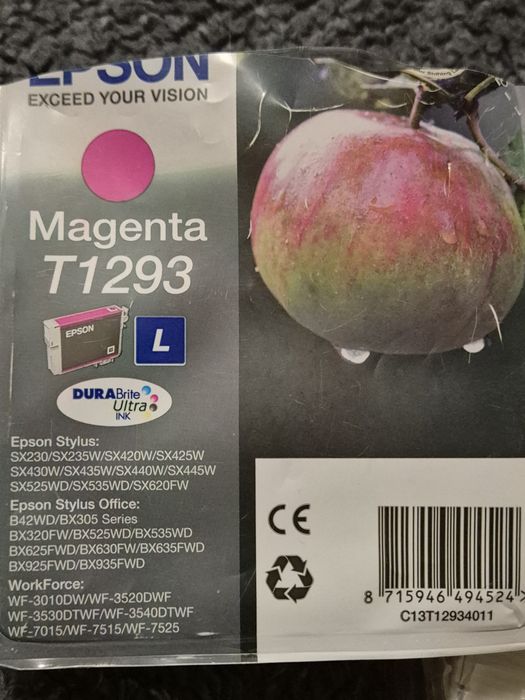 EPSON
EXCEED YOUR VISION
Magenta
T1293
EPSON
L
DURABrite
Ultra
INK
Epson Stylus:
SX230/SX235W/SX420W/SX425W
SX430W/SX435W/SX440W/SX445W
SX525WD/SX535WD/SX620FW
Epson Stylus Office:
B42WD/BX305 Series
BX320FW/BX525WD/BX535WD
BX625FWD/BX630FW/BX635FWD
BX925FWD/BX935FWD
WorkForce:
WF-3010DW/WF-3520DWF
WF-3530DTWF/WF-3540DTWF
WF-7015/WF-7515/WF-7525
CE
8 715946 494524 >
C13T12934011